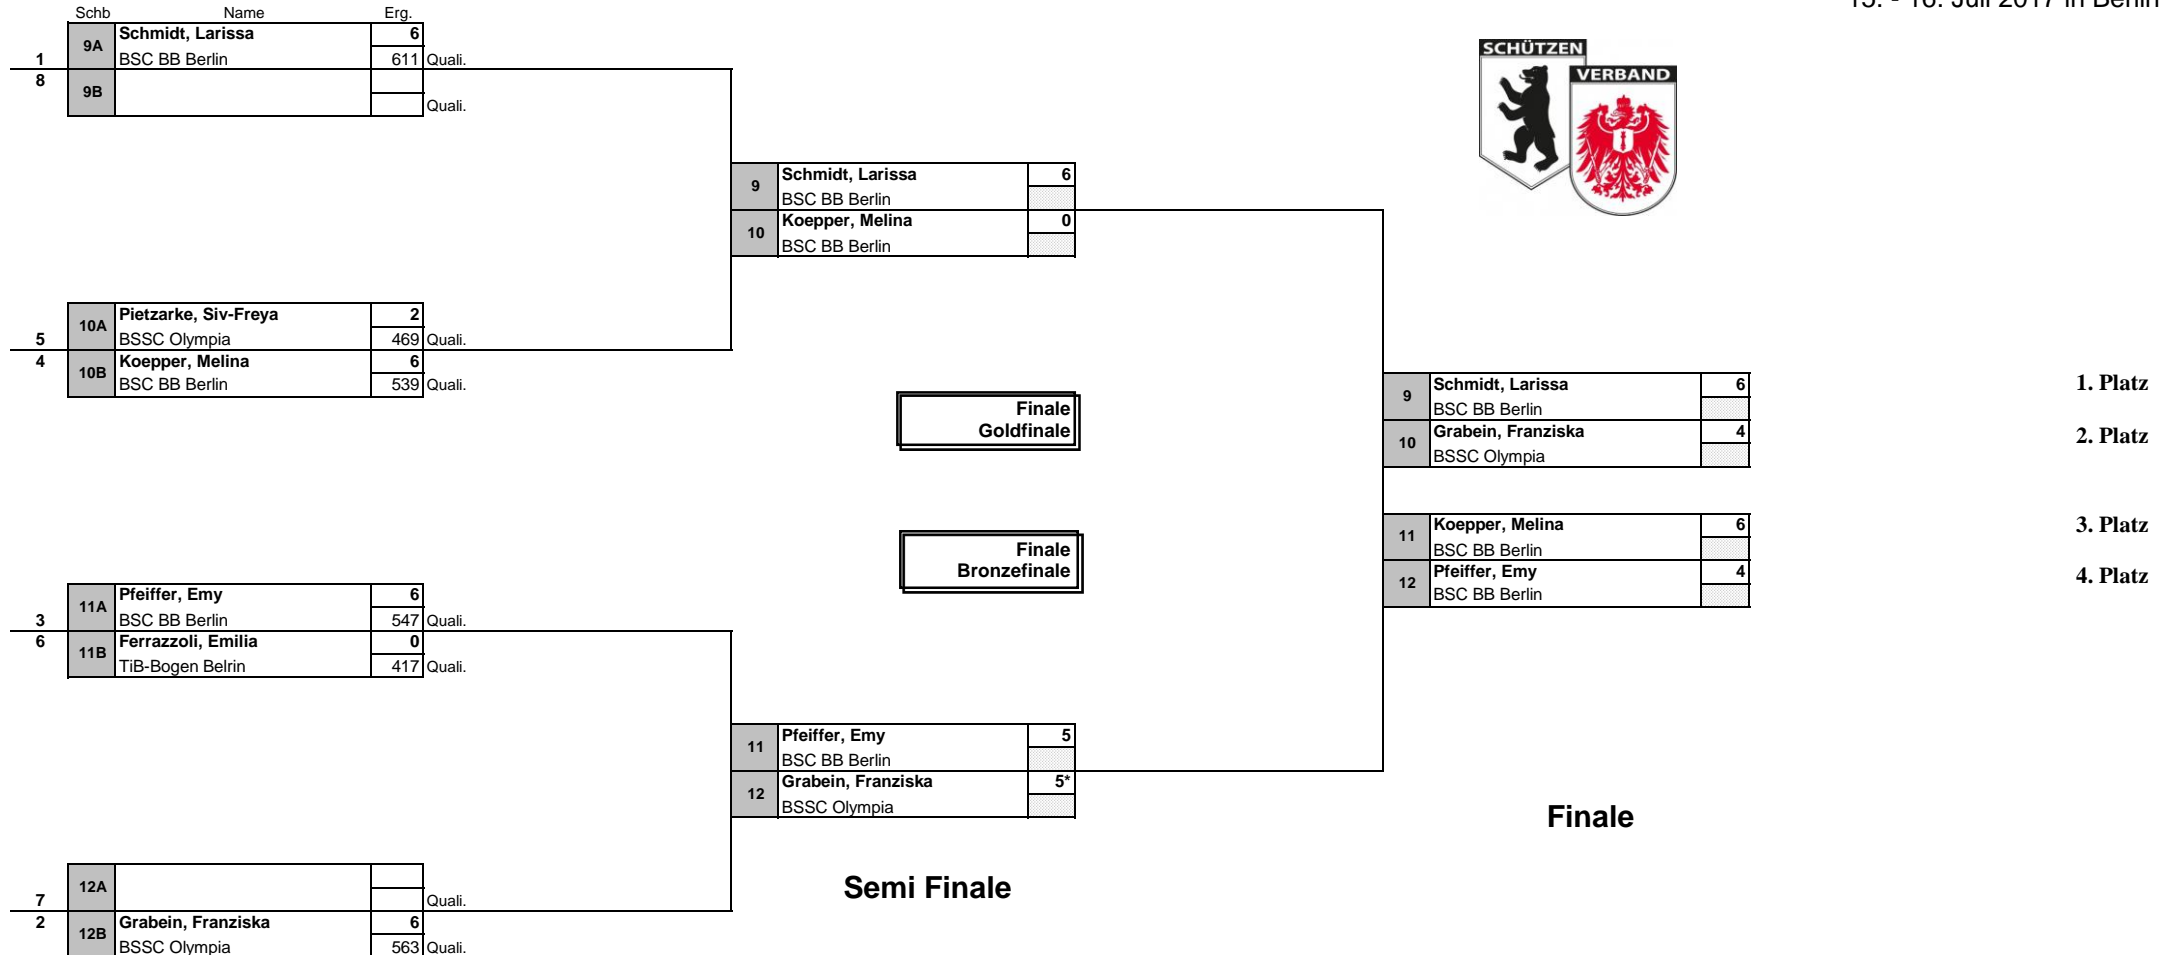 15. - 16. Juli 2017 in Berlin
Schb Name Erg.
9A Schmidt, Larissa 6
1 BSC BB Berlin 611 Quali.
8 9B
Quali.
SCHÜTZEN
VERBAND
9 Schmidt, Larissa 6
BSC BB Berlin
10 Koepper, Melina 0
BSC BB Berlin
10A Pietzarke, Siv-Freya 2
5 BSSC Olympia 469 Quali.
4 10B Koepper, Melina 6
BSC BB Berlin 539 Quali.
Finale
Goldfinale
9 Schmidt, Larissa 6 1. Platz
BSC BB Berlin
10 Grabein, Franziska 4 2. Platz
BSSC Olympia
Finale
Bronzefinale
11 Koepper, Melina 6 3. Platz
BSC BB Berlin
12 Pfeiffer, Emy 4 4. Platz
BSC BB Berlin
11A Pfeiffer, Emy 6
3 BSC BB Berlin 547 Quali.
6 11B Ferrazzoli, Emilia 0
TiB-Bogen Belrin 417 Quali.
11 Pfeiffer, Emy 5
BSC BB Berlin
12 Grabein, Franziska 5*
BSSC Olympia
Finale
Semi Finale
12A
7 Quali.
2 12B Grabein, Franziska 6
BSSC Olympia 563 Quali.